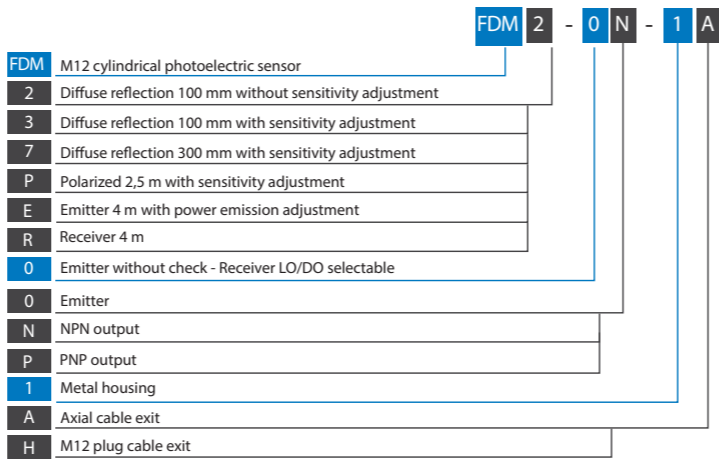 FDM 2 - 0 N - 1 A
FDM M12 cylindrical photoelectric sensor
2 Diffuse reflection 100 mm without sensitivity adjustment
3 Diffuse reflection 100 mm with sensitivity adjustment
7 Diffuse reflection 300 mm with sensitivity adjustment
P Polarized 2,5 m with sensitivity adjustment
E Emitter 4 m with power emission adjustment
R Receiver 4 m
0 Emitter without check - Receiver LO/DO selectable
0 Emitter
N NPN output
P PNP output
1 Metal housing
A Axial cable exit
H M12 plug cable exit